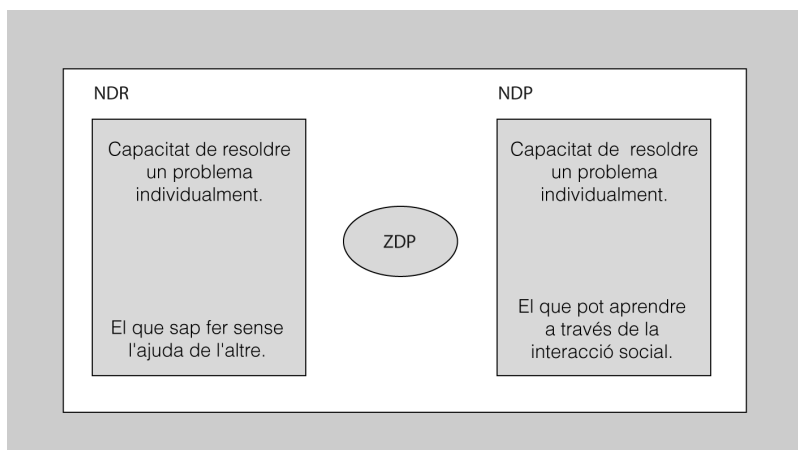 NDR
Capacitat de resoldre
un problema
individualment.
El que sap fer sense
l'ajuda de l'altre.
ZDP
NDP
Capacitat de resoldre
un problema
individualment.
El que pot aprendre
a través de la
interacció social.